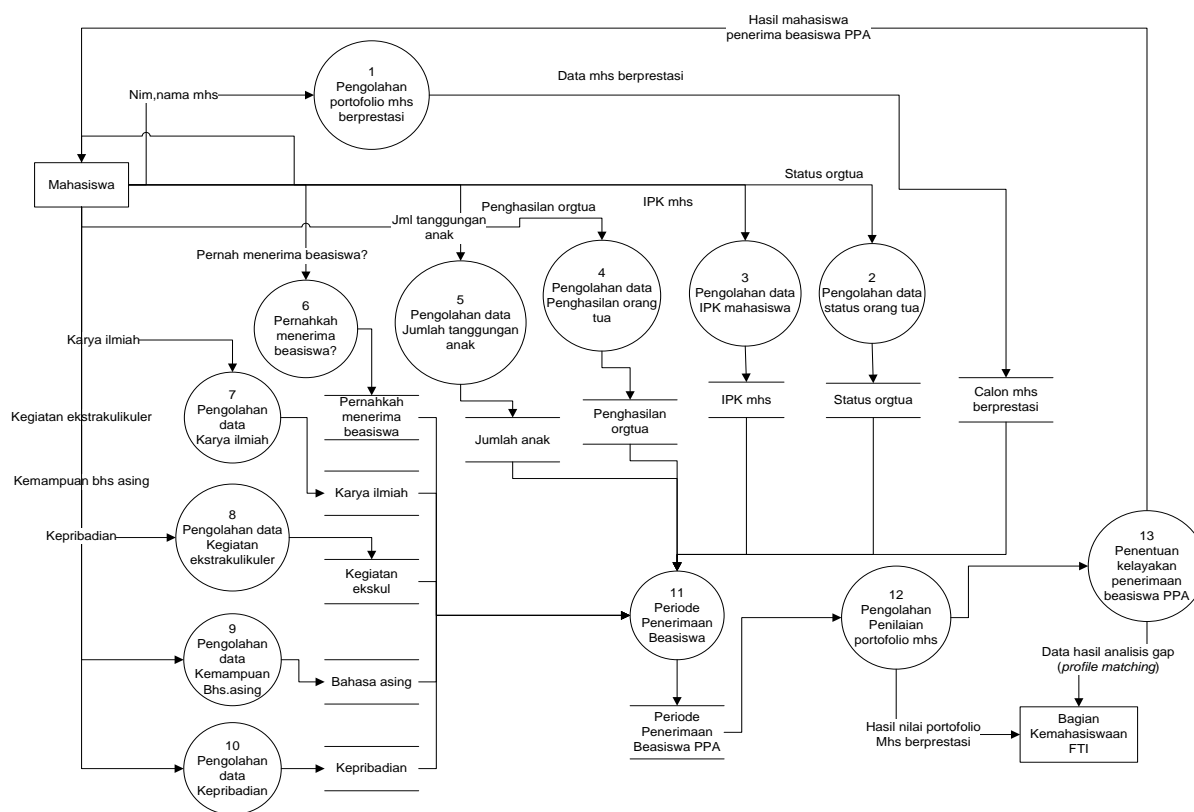 Hasil mahasiswa
penerima beasiswa PPA
1
Pengolahan
portofolio mhs
berprestasi
Data mhs berprestasi
Nim,nama mhs
Mahasiswa
Status orgtua
IPK mhs
Penghasilan orgtua
Jml tanggungan
anak
Pernah menerima beasiswa?
6
Pernahkah
menerima
beasiswa?
5
Pengolahan data
Jumlah tanggungan
anak
4
Pengolahan data
Penghasilan orang
tua
3
Pengolahan data
IPK mahasiswa
2
Pengolahan data
status orang tua
Karya ilmiah
7
Pengolahan
data
Karya ilmiah
Kegiatan ekstrakulikuler
Pernahkah
menerima
beasiswa
Jumlah anak
Penghasilan
orgtua
IPK mhs
Status orgtua
Calon mhs
berprestasi
Kemampuan bhs asing
Karya ilmiah
Kepribadian
8
Pengolahan data
Kegiatan
ekstrakulikuler
Kegiatan
ekskul
11
Periode
Penerimaan
Beasiswa
12
Pengolahan
Penilaian
portofolio mhs
13
Penentuan
kelayakan
penerimaan
beasiswa PPA
9
Pengolahan
data
Kemampuan
Bhs.asing
Bahasa asing
Data hasil analisis gap
(profile matching)
Periode
Penerimaan
Beasiswa PPA
Hasil nilai portofolio
Mhs berprestasi
Bagian
Kemahasiswaan
FTI
10
Pengolahan
data
Kepribadian
Kepribadian